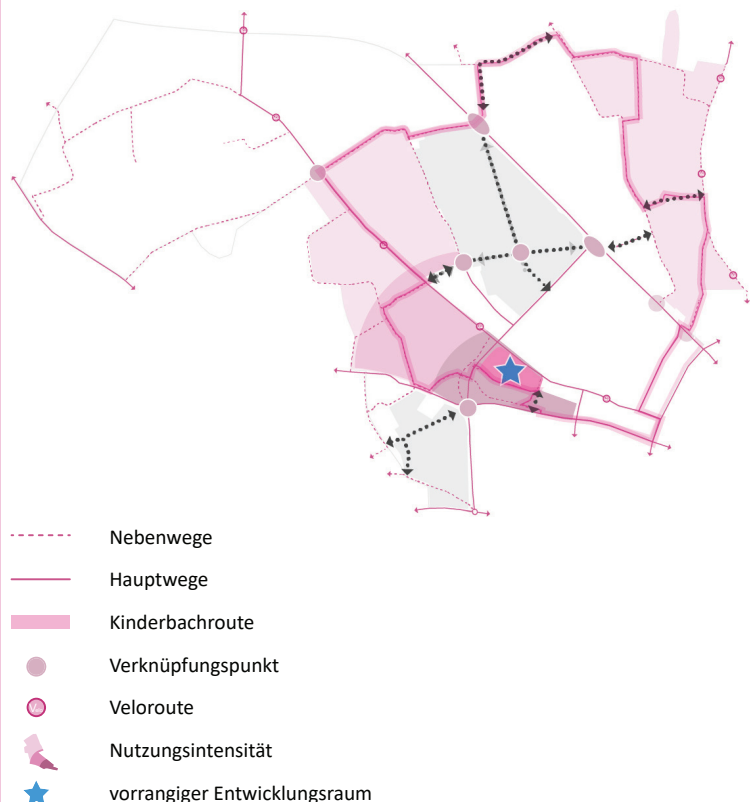 Nebenwege
Hauptwege
Kinderbachroute
Verknüpfungspunkt
Veloroute
Nutzungsintensität
vorrangiger Entwicklungsraum